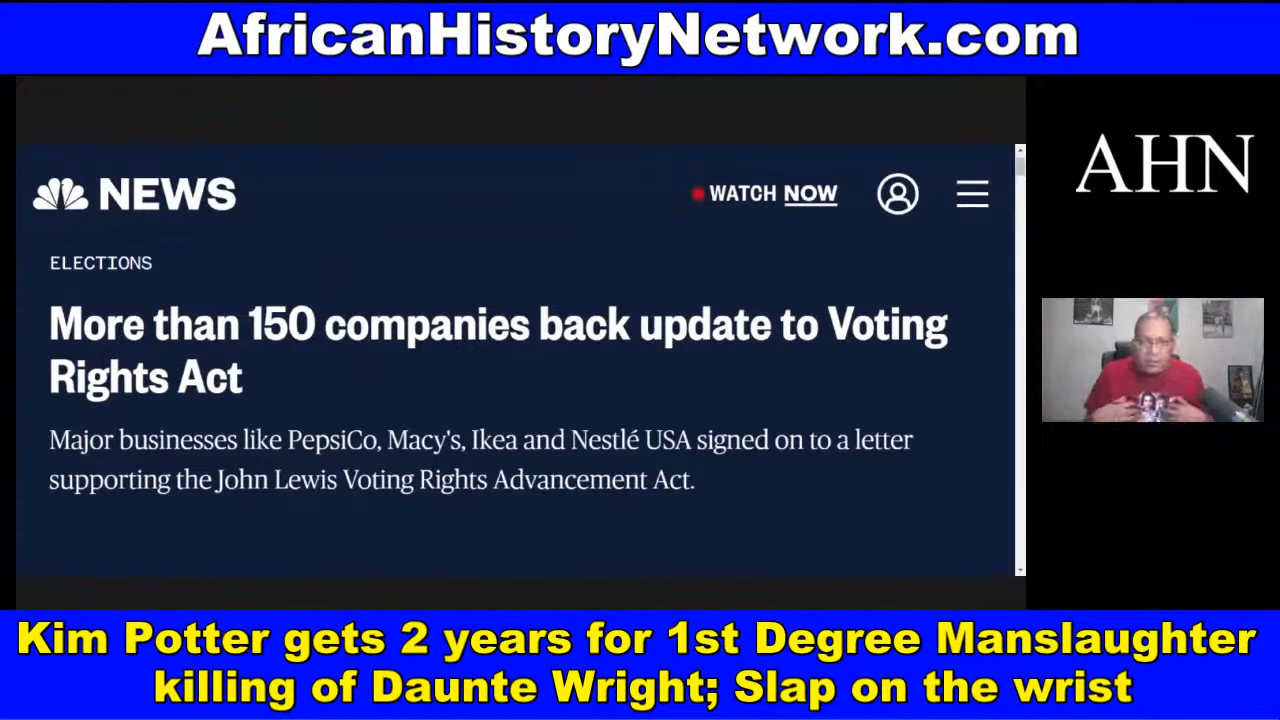 AfricanHistoryNetwork.com
AHN
NEWS
WATCH NOW
ELECTIONS
More than 150 companies back update to Voting
Rights Act
Major businesses like PepsiCo, Macy's, Ikea and Nestlé USA signed on to a letter
supporting the John Lewis Voting Rights Advancement Act.
Kim Potter gets 2 years for 1st Degree Manslaughter
killing of Daunte Wright; Slap on the wrist